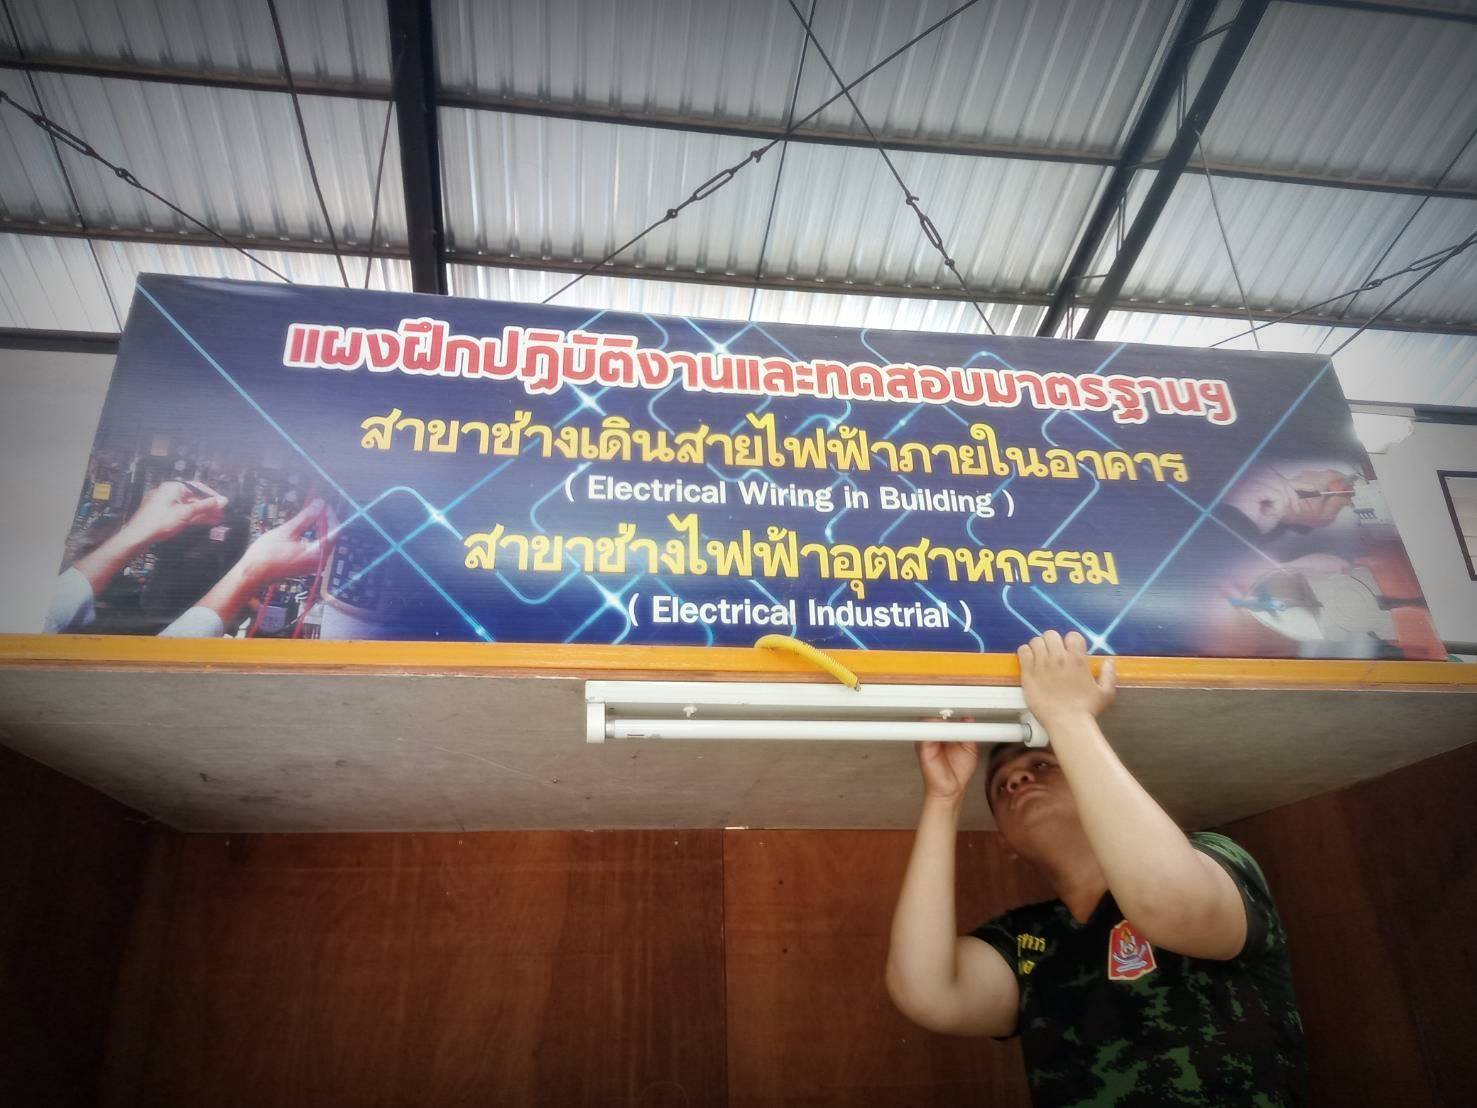 แผงฝึกปฏิบัติงานและทดสอบมาตรฐานฯ
สาขาช่างเดินสายไฟฟ้าภายในอาคาร
( Electrical Wiring in Building )
สาขาช่างไฟฟ้าอุตสาหกรรม
( Electrical Industrial )